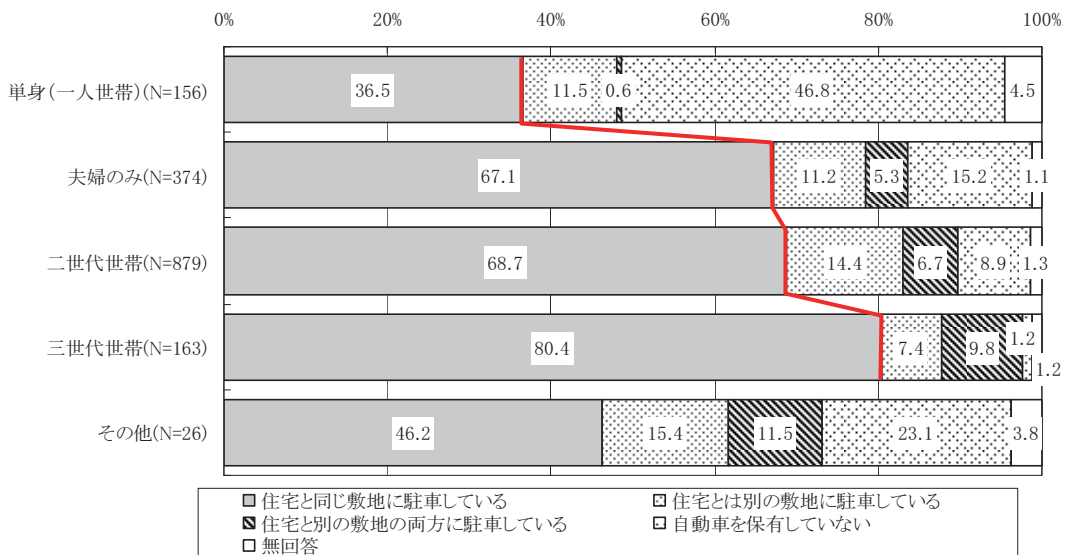 0% 20% 40% 60% 80% 100%
単身(一人世帯)(N=156) 36.5 11.5 0.6 46.8 4.5
夫婦のみ(N=374) 67.1 11.2 5.3 15.2 1.1
二世代世帯(N=879) 68.7 14.4 6.7 8.9 1.3
三世代世帯(N=163) 80.4 7.4 9.8 1.2 1.2
その他(N=26) 46.2 15.4 11.5 23.1 3.8
住宅と同じ敷地に駐車している 住宅とは別の敷地に駐車している
住宅と別の敷地の両方に駐車している 自動車を保有していない
無回答